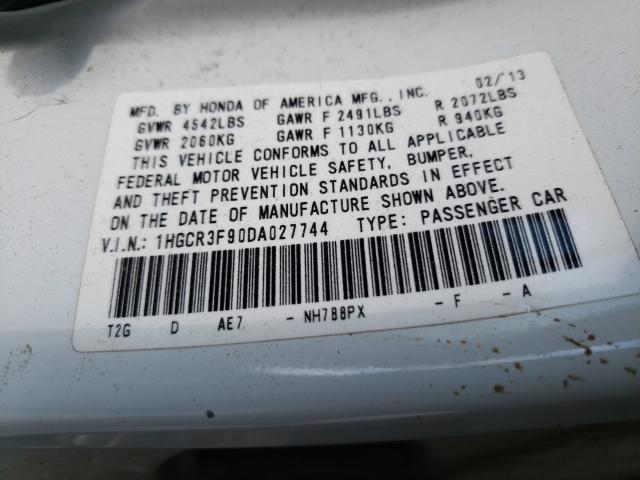 MFD. BY HONDA OF AMERICA MFG., INC. 02/'13
GVWR 4542LBS GAWR F 2491LBS R 2072LBS
GVWR 2060KG GAWR F 1130KG R 940KG
THIS VEHICLE CONFORMS TO ALL APPLICABLE
FEDERAL MOTOR VEHICLE SAFETY, BUMPER,
AND THEFT PREVENTION STANDARDS IN EFFECT
ON THE DATE OF MANUFACTURE SHOWN ABOVE.
V.I.N.: 1HGCR3F90DA027744 TYPE: PASSENGER CAR
T2G D AE7 - NH788PX - F - A